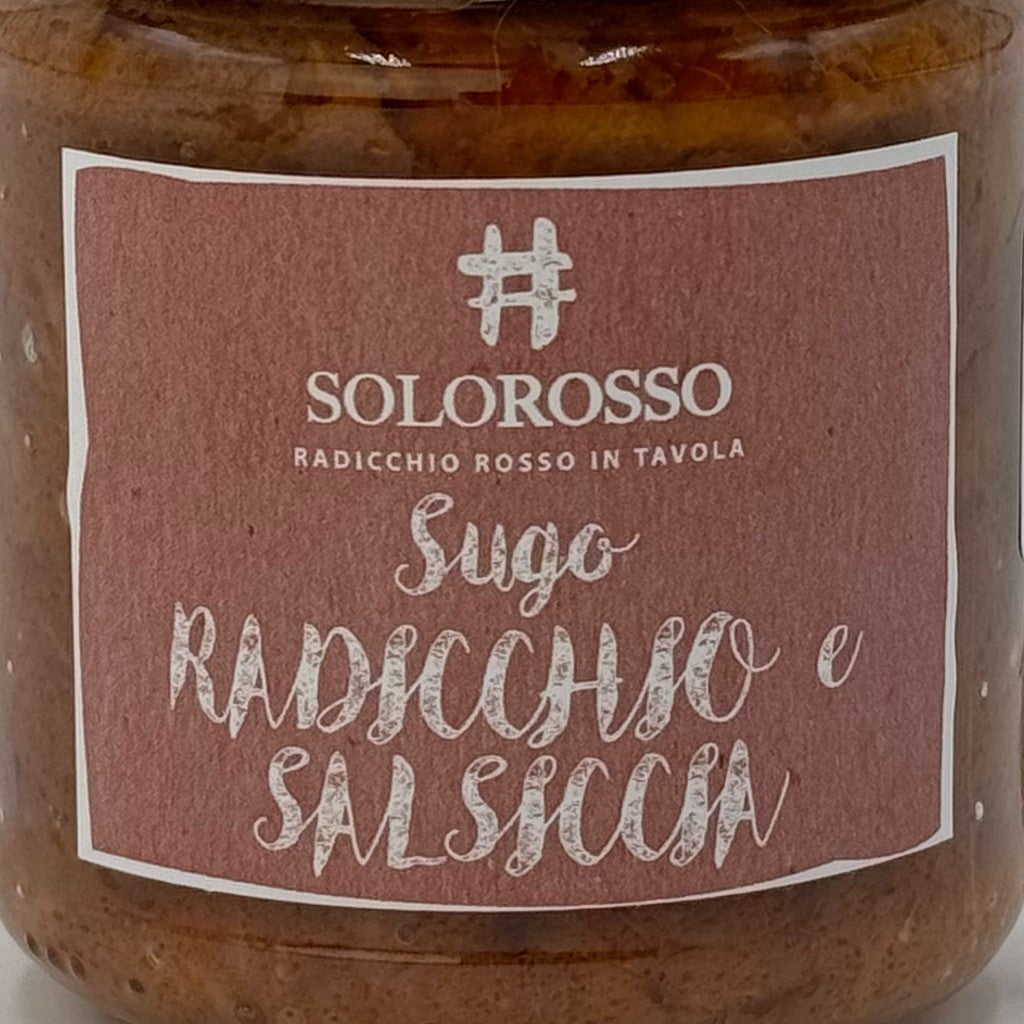 #
SOLOROSSO
RADICCHIO ROSSO IN TAVOLA
Sugo
RADICCHIO e
SALSICCIA